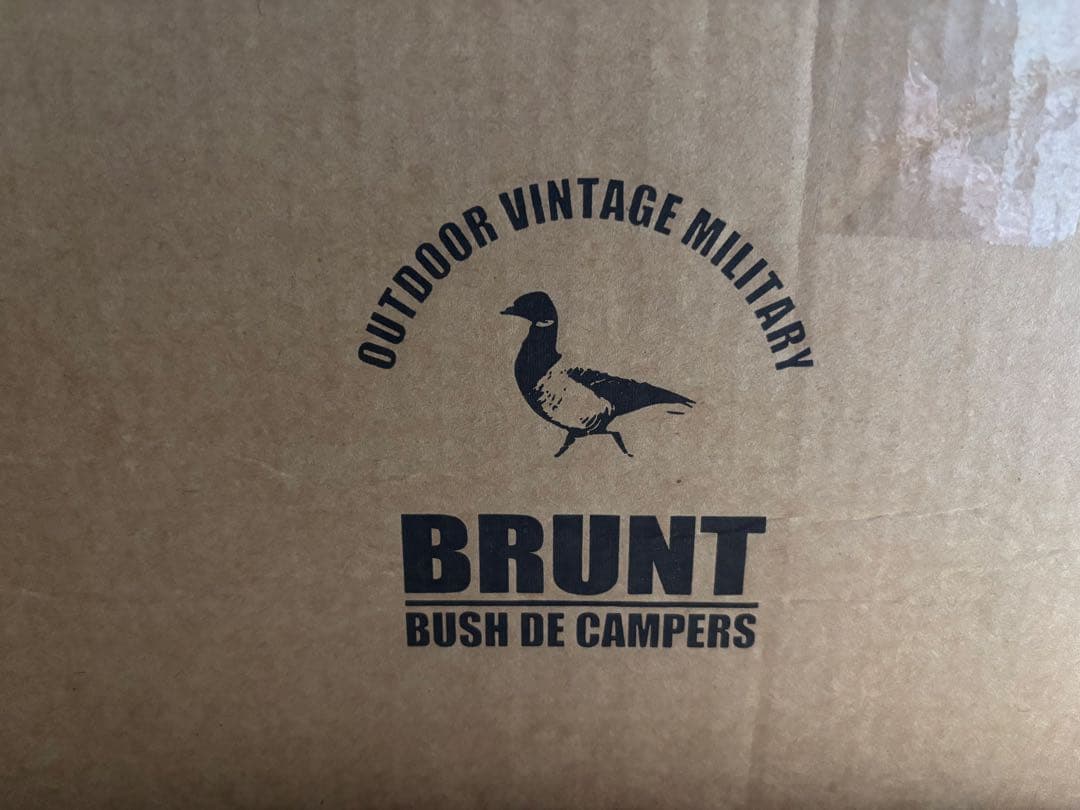 OUTDOOR VINTAGE MILITARY
BRUNT
BUSH DE CAMPERS